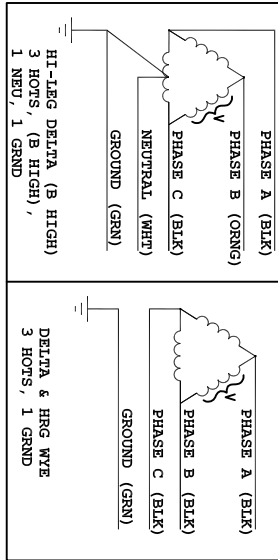 PHASE A (BLK)
PHASE B (ORNG)
V
PHASE C (BLK)
NEUTRAL (WHT)
GROUND (GRN)
HI-LEG DELTA (B HIGH)
3 HOTS, (B HIGH),
1 NEU, 1 GRND
PHASE A (BLK)
V
PHASE B (BLK)
PHASE C (BLK)
GROUND (GRN)
DELTA & HRG WYE
3 HOTS, 1 GRND